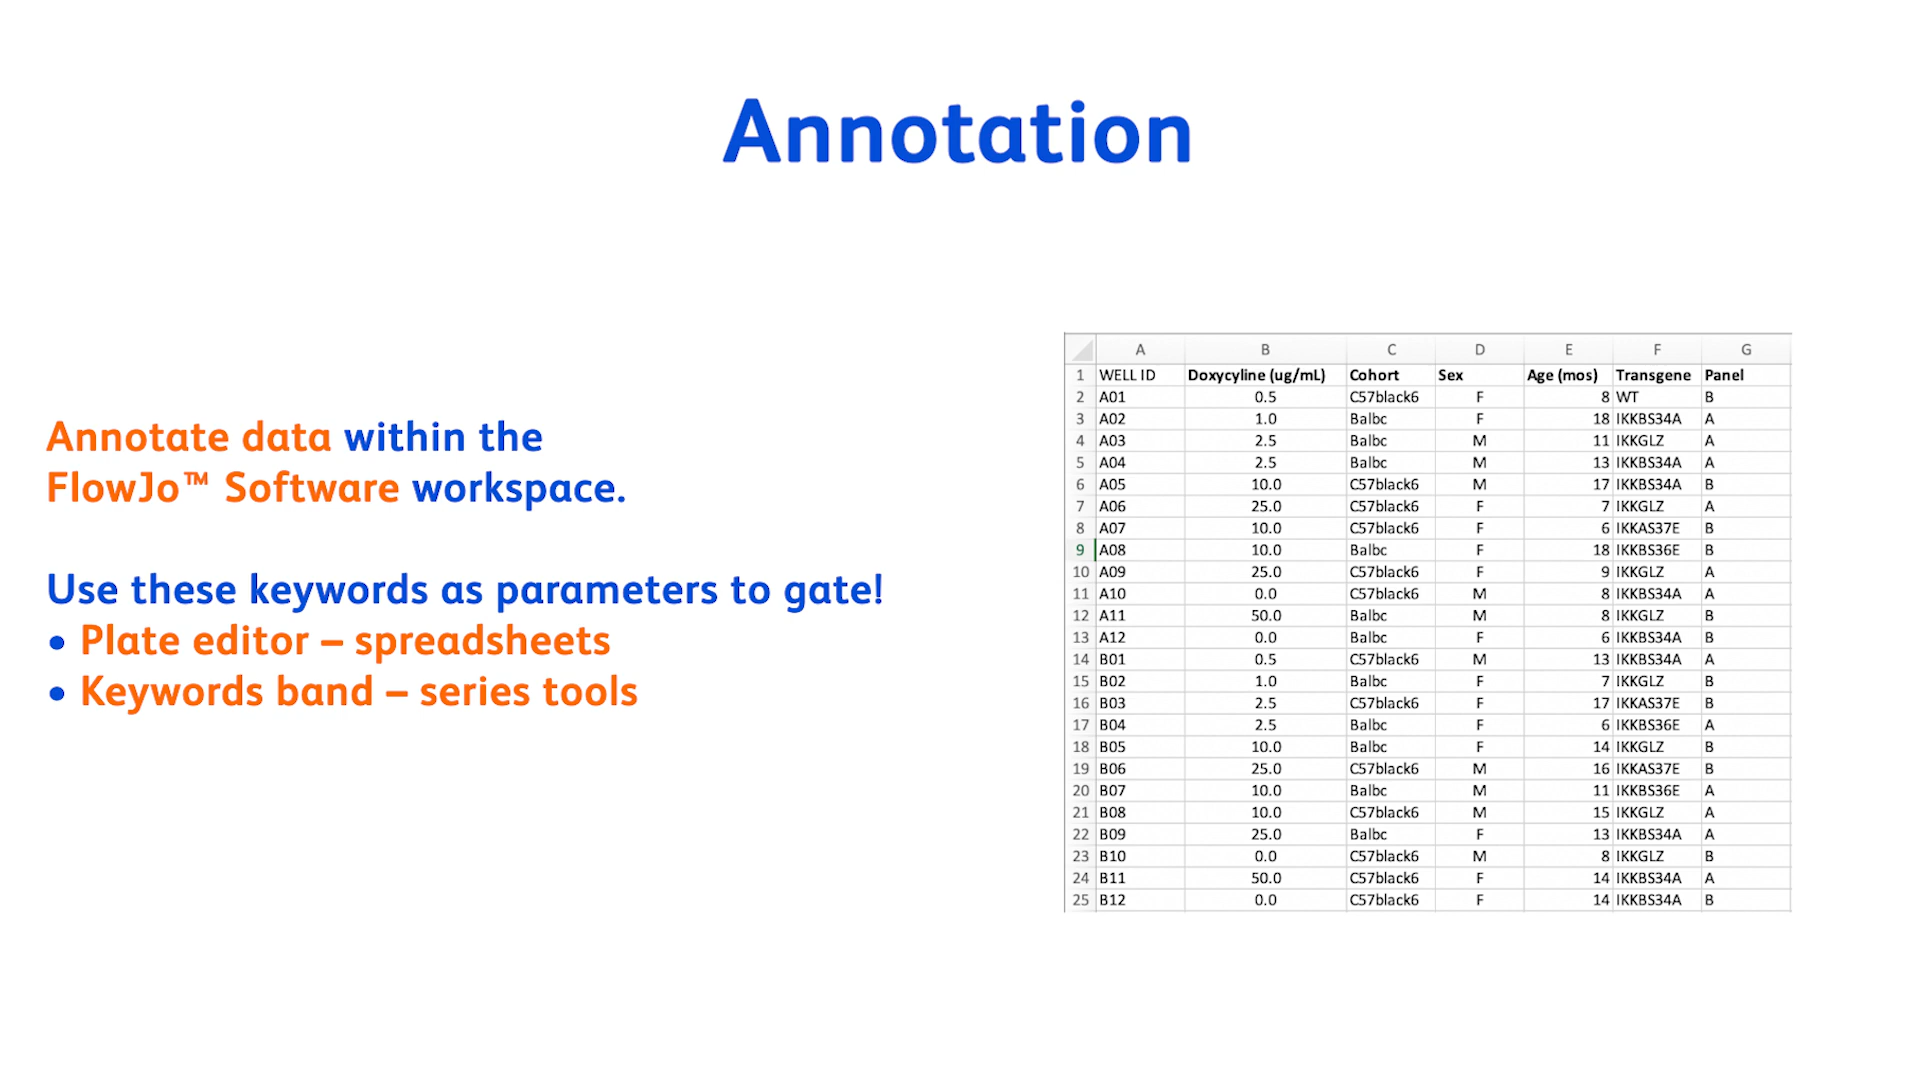 Annotation
Annotate data within the
FlowJo™ Software workspace.
Use these keywords as parameters to gate!
• Plate editor – spreadsheets
• Keywords band – series tools
A B C D E F G
1 WELL ID Doxycyline (ug/mL) Cohort Sex Age (mos) Transgene Panel
2 A01 0.5 C57black6 F 8 WT B
3 A02 1.0 Balbc F 18 IKKBS34A A
4 A03 2.5 Balbc M 11 IKKGLZ A
5 A04 2.5 Balbc M 13 IKKBS34A A
6 A05 10.0 C57black6 M 17 IKKBS34A B
7 A06 25.0 C57black6 F 7 IKKGLZ A
8 A07 10.0 C57black6 F 6 IKKAS37E B
9 A08 10.0 Balbc F 18 IKKBS36E B
10 A09 25.0 C57black6 F 9 IKKGLZ A
11 A10 0.0 C57black6 M 8 IKKBS34A A
12 A11 50.0 Balbc M 8 IKKGLZ B
13 A12 0.0 Balbc F 6 IKKBS34A B
14 B01 0.5 C57black6 M 13 IKKBS34A A
15 B02 1.0 Balbc F 7 IKKGLZ B
16 B03 2.5 C57black6 F 17 IKKAS37E B
17 B04 2.5 Balbc F 6 IKKBS36E A
18 B05 10.0 Balbc F 14 IKKGLZ B
19 B06 25.0 C57black6 M 16 IKKAS37E B
20 B07 10.0 Balbc M 11 IKKBS36E A
21 B08 10.0 C57black6 M 15 IKKGLZ A
22 B09 25.0 Balbc F 13 IKKBS34A A
23 B10 0.0 C57black6 M 8 IKKGLZ B
24 B11 50.0 C57black6 F 14 IKKBS34A A
25 B12 0.0 C57black6 F 14 IKKBS34A B